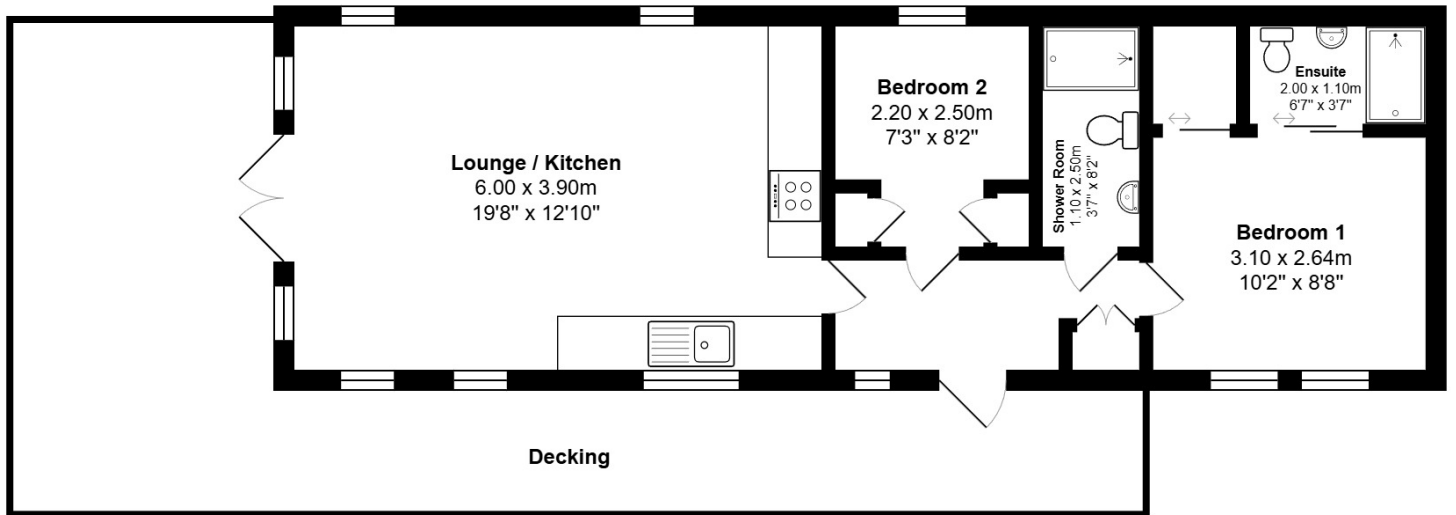 Lounge / Kitchen
6.00 x 3.90m
19'8" x 12'10"
Bedroom 2
2.20 x 2.50m
7'3" x 8'2"
Shower Room
1.10 x 2.50m
3'7" x 8'2"
Ensuite
2.00 x 1.10m
6'7" x 3'7"
Bedroom 1
3.10 x 2.64m
10'2" x 8'8"
Decking